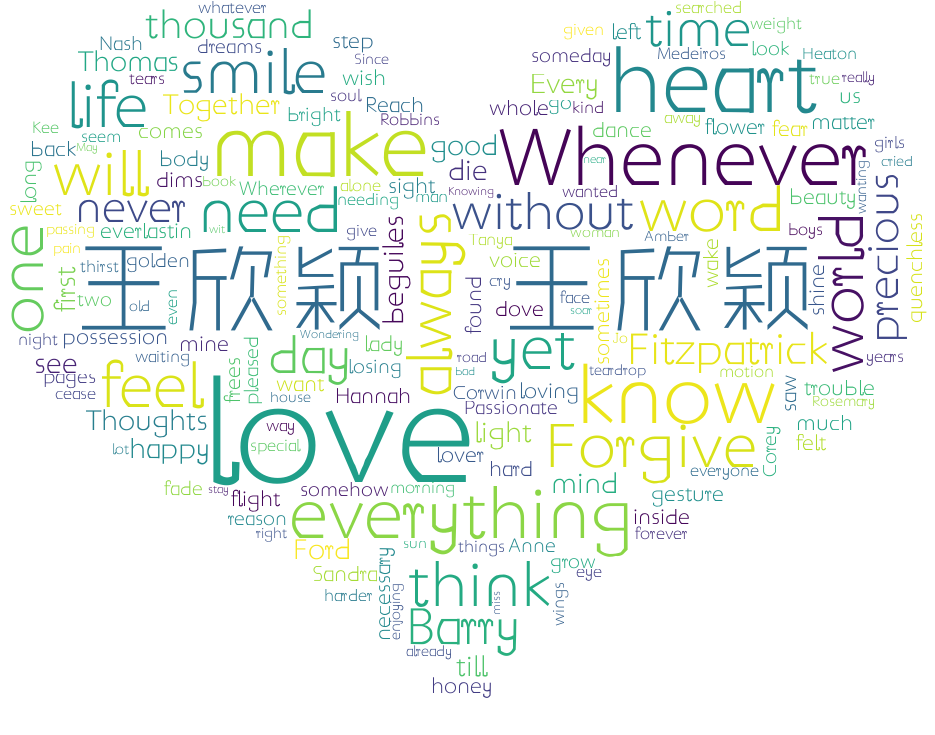 whatever
thousand
searched
given
left
time
weight
Nash
dreams
step
someday
Medeiros
look
Heaton
Thomas
Since
tears
smile
wish
Every
heart
true
really
soul
life
Together
bright
Reach
Robbins
whole
go
kind
us
away
Kee
seem
comes
make
good
Whenever
dance
flower
fear
matter
back
May
girls
cried
long
will
body
dims
book
Wherever
alone
sight
man
die
near
Knowing
wanted
needing
beauty
wanting
sweet
never
need
without
word
precious
passing
everlastin
wit
give
always
Tanya
woman
Amber
boys
world
one
pain
thirst
golden
something
beguiles
voice
wake
quenchless
王欣颖
王欣颖
first
two
old
even
found
cry
dove
face
soar
sometimes
shine
night
possession
mine
Wondering
yet
Jo
Fitzpatrick
see
waiting
day
lady
road
years
pages
cease
feel
trees
pleased
want
losing
bad
teardrop
motion
house
Hannah
Corwin
loving
know
saw
trouble
Rosemary
Thoughts
love
way
Passionate
light
Forgive
much
lot
happy
special
lover
hard
everyone
Corey
felt
fade
stay
flight
somehow
morning
mind
gesture
reason
right
everything
inside
forever
Ford
sun
things
Anne
grow
eye
Sandra
necessary
think
harder
enjoying
miss
wings
Barry
already
till
honey